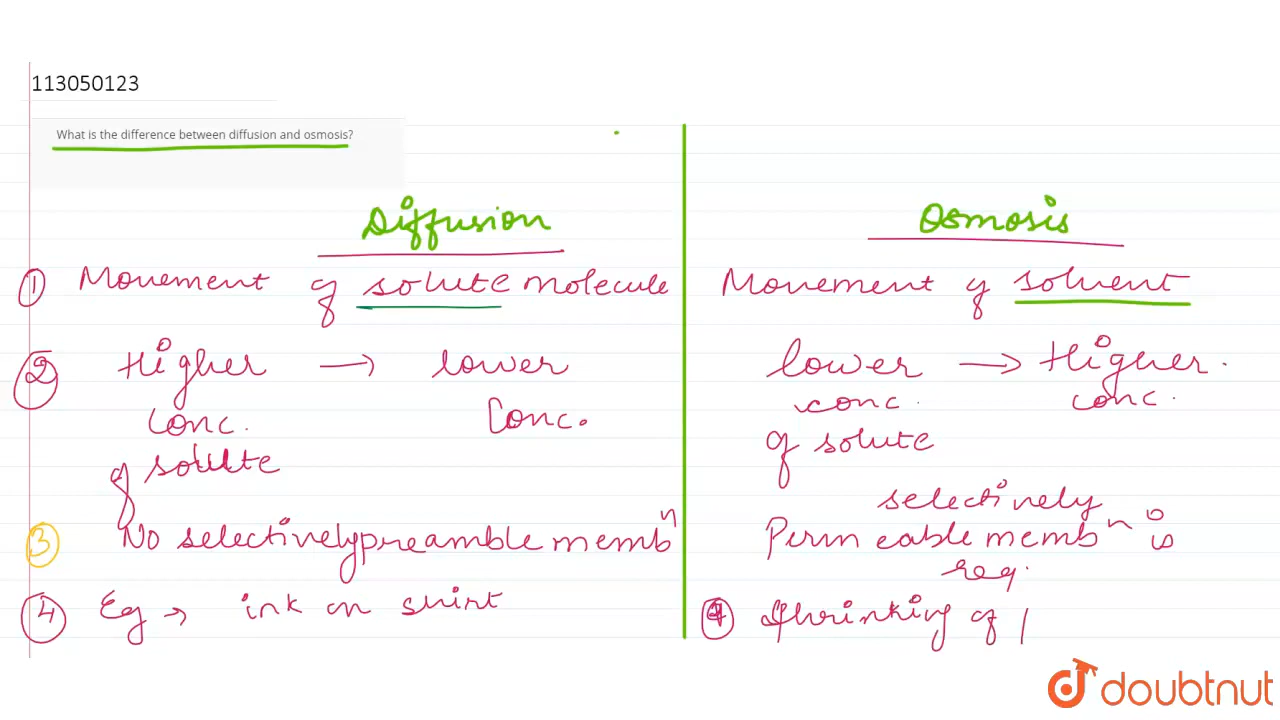 113050123
What is the difference between diffusion and osmosis?
Diffusion
① Movement of solute molecule
② Higher → lower
conc. conc.
of solute
③ No selectivelypreamble membⁿ
④ Eg → ink on shirt
Osmosis
Movement of solvent
lower → Higher.
conc. conc.
of solute
selectively
Permeable membⁿ is
req.
④ Shrinking of
doubtnut